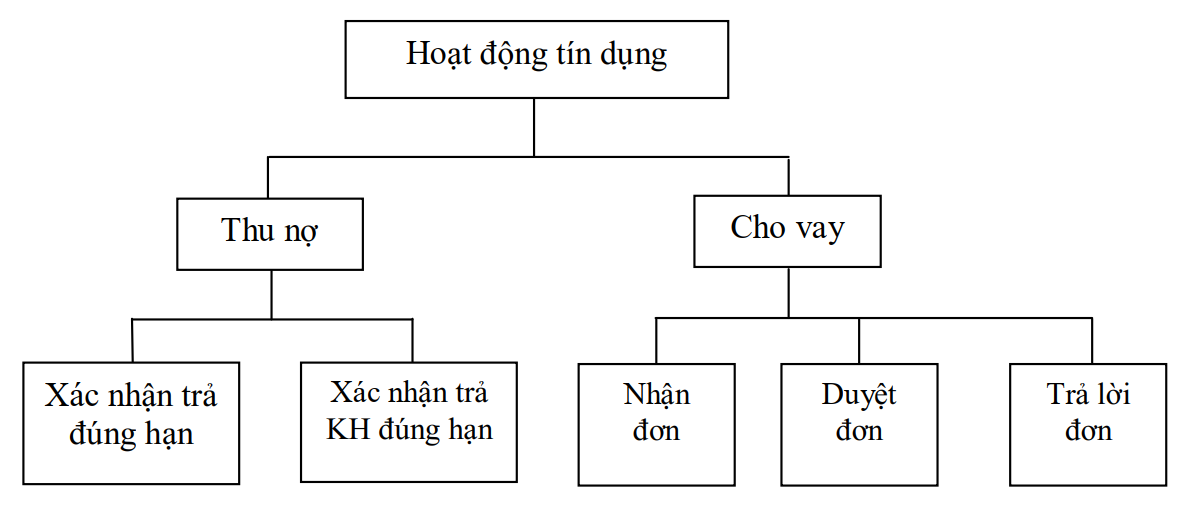 Hoạt động tín dụng
Thu nợ
Cho vay
Xác nhận trả
đúng hạn
Xác nhận trả
KH đúng hạn
Nhận
đơn
Duyệt
đơn
Trả lời
đơn